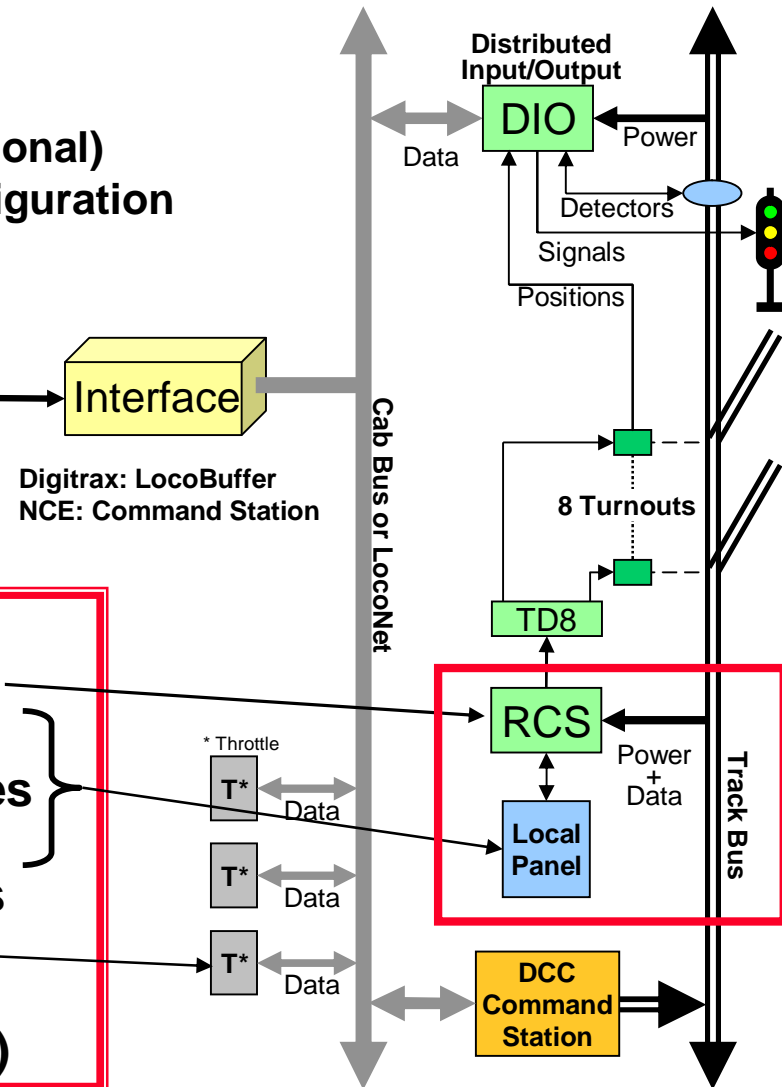 Distributed
Input/Output
DIO
Data
Power
Detectors
Signals
Positions
onal)
iguration
Interface
Digitrax: LocoBuffer
NCE: Command Station
Cab Bus or LocoNet
8 Turnouts
TD8
RCS
Power
+
Data
Track Bus
Local
Panel
* Throttle
T*
Data
es
T*
Data
s
T*
Data
)
DCC
Command
Station